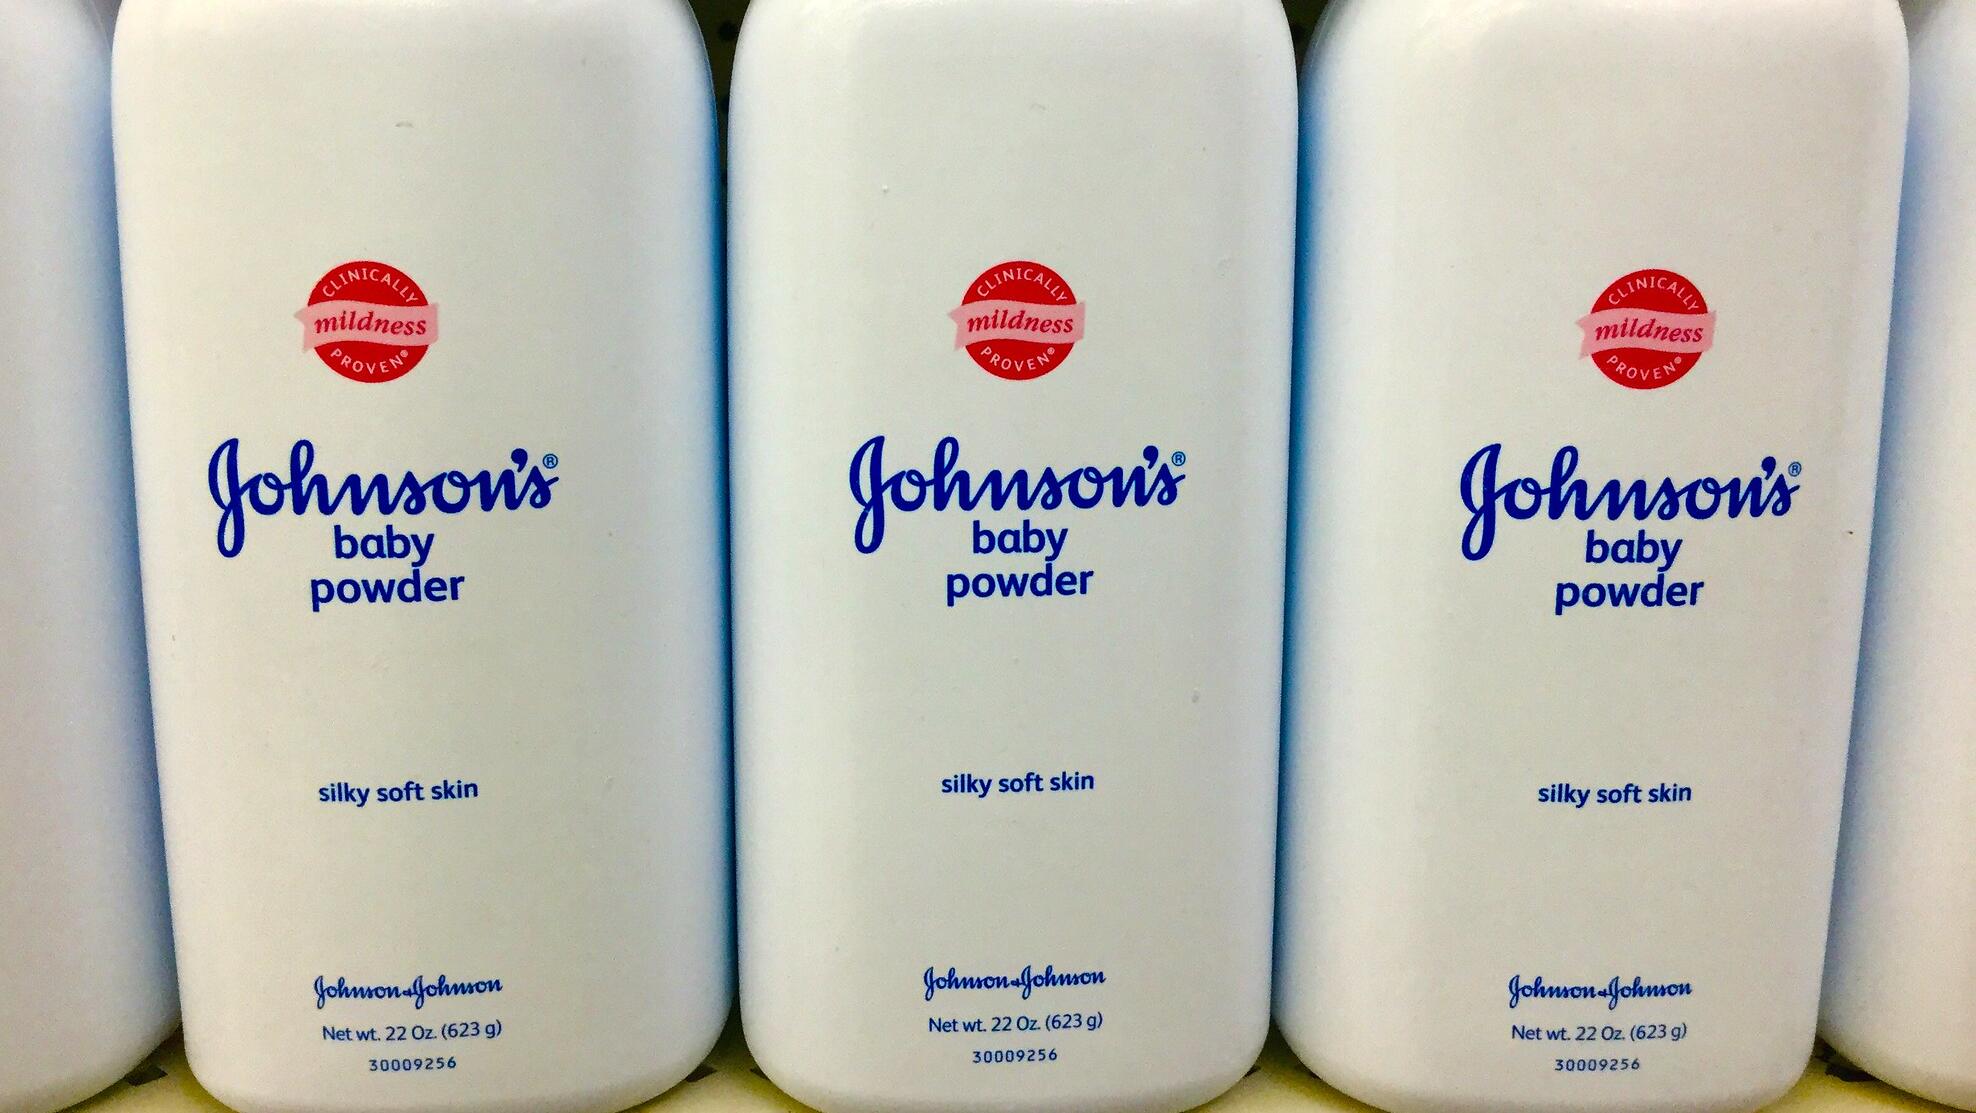 CLINICALLY
mildness
PROVEN®
Johnson's®
baby
powder
silky soft skin
Johnson & Johnson
Net wt. 22 Oz. (623 g)
30009256
CLINICALLY
mildness
PROVEN®
Johnson's®
baby
powder
silky soft skin
Johnson & Johnson
Net wt. 22 Oz. (623 g)
30009256
CLINICALLY
mildness
PROVEN®
Johnson's®
baby
powder
silky soft skin
Johnson & Johnson
Net wt. 22 Oz. (623 g)
30009256